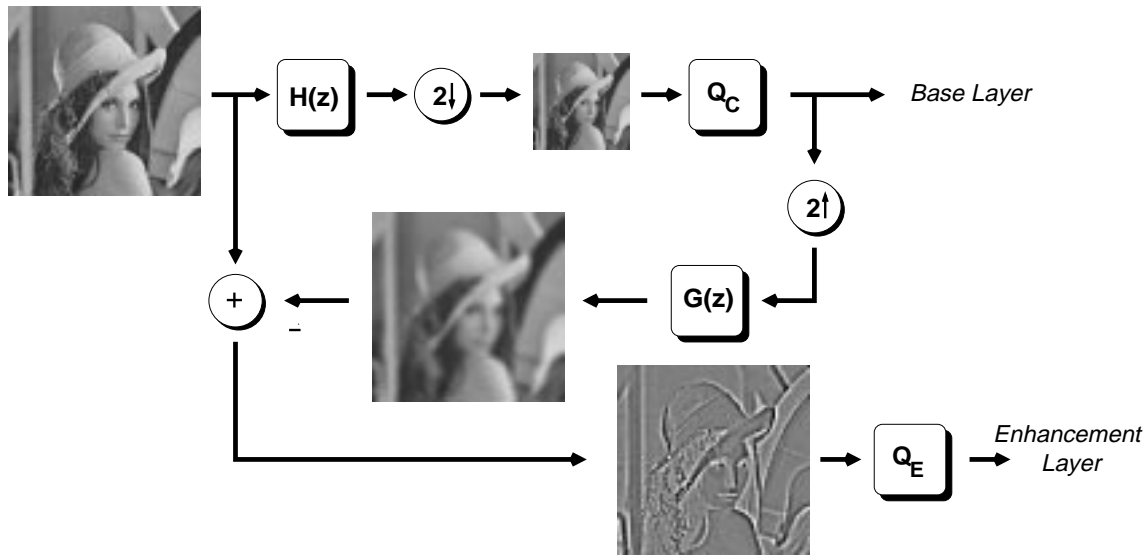 H(z)
2↓
Q_C
Base Layer
2↑
G(z)
+
–
Q_E
Enhancement
Layer